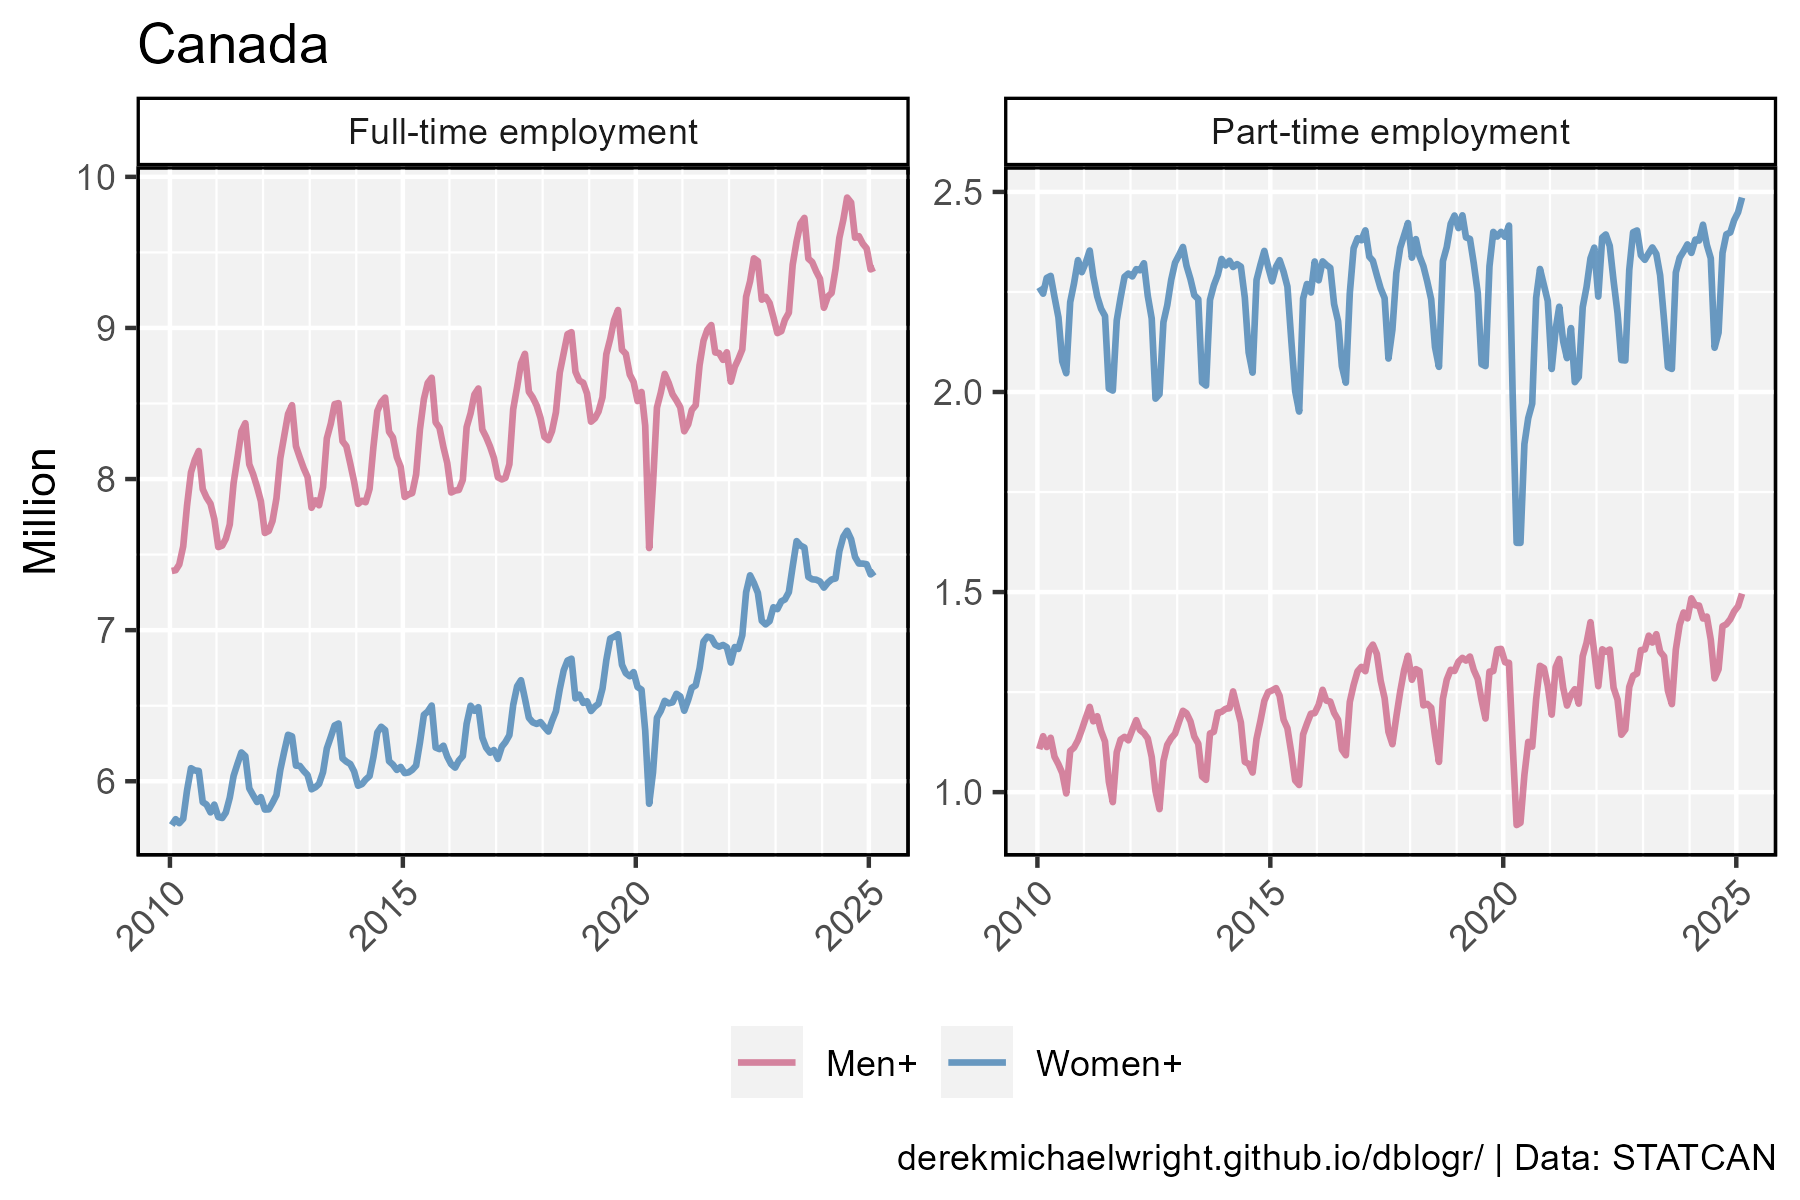 Canada
Full-time employment
Part-time employment
Million
10
9
8
7
6
2.5
2.0
1.5
1.0
2010
2015
2020
2025
2010
2015
2020
2025
Men+
Women+
derekmichaelwright.github.io/dblogr/ | Data: STATCAN